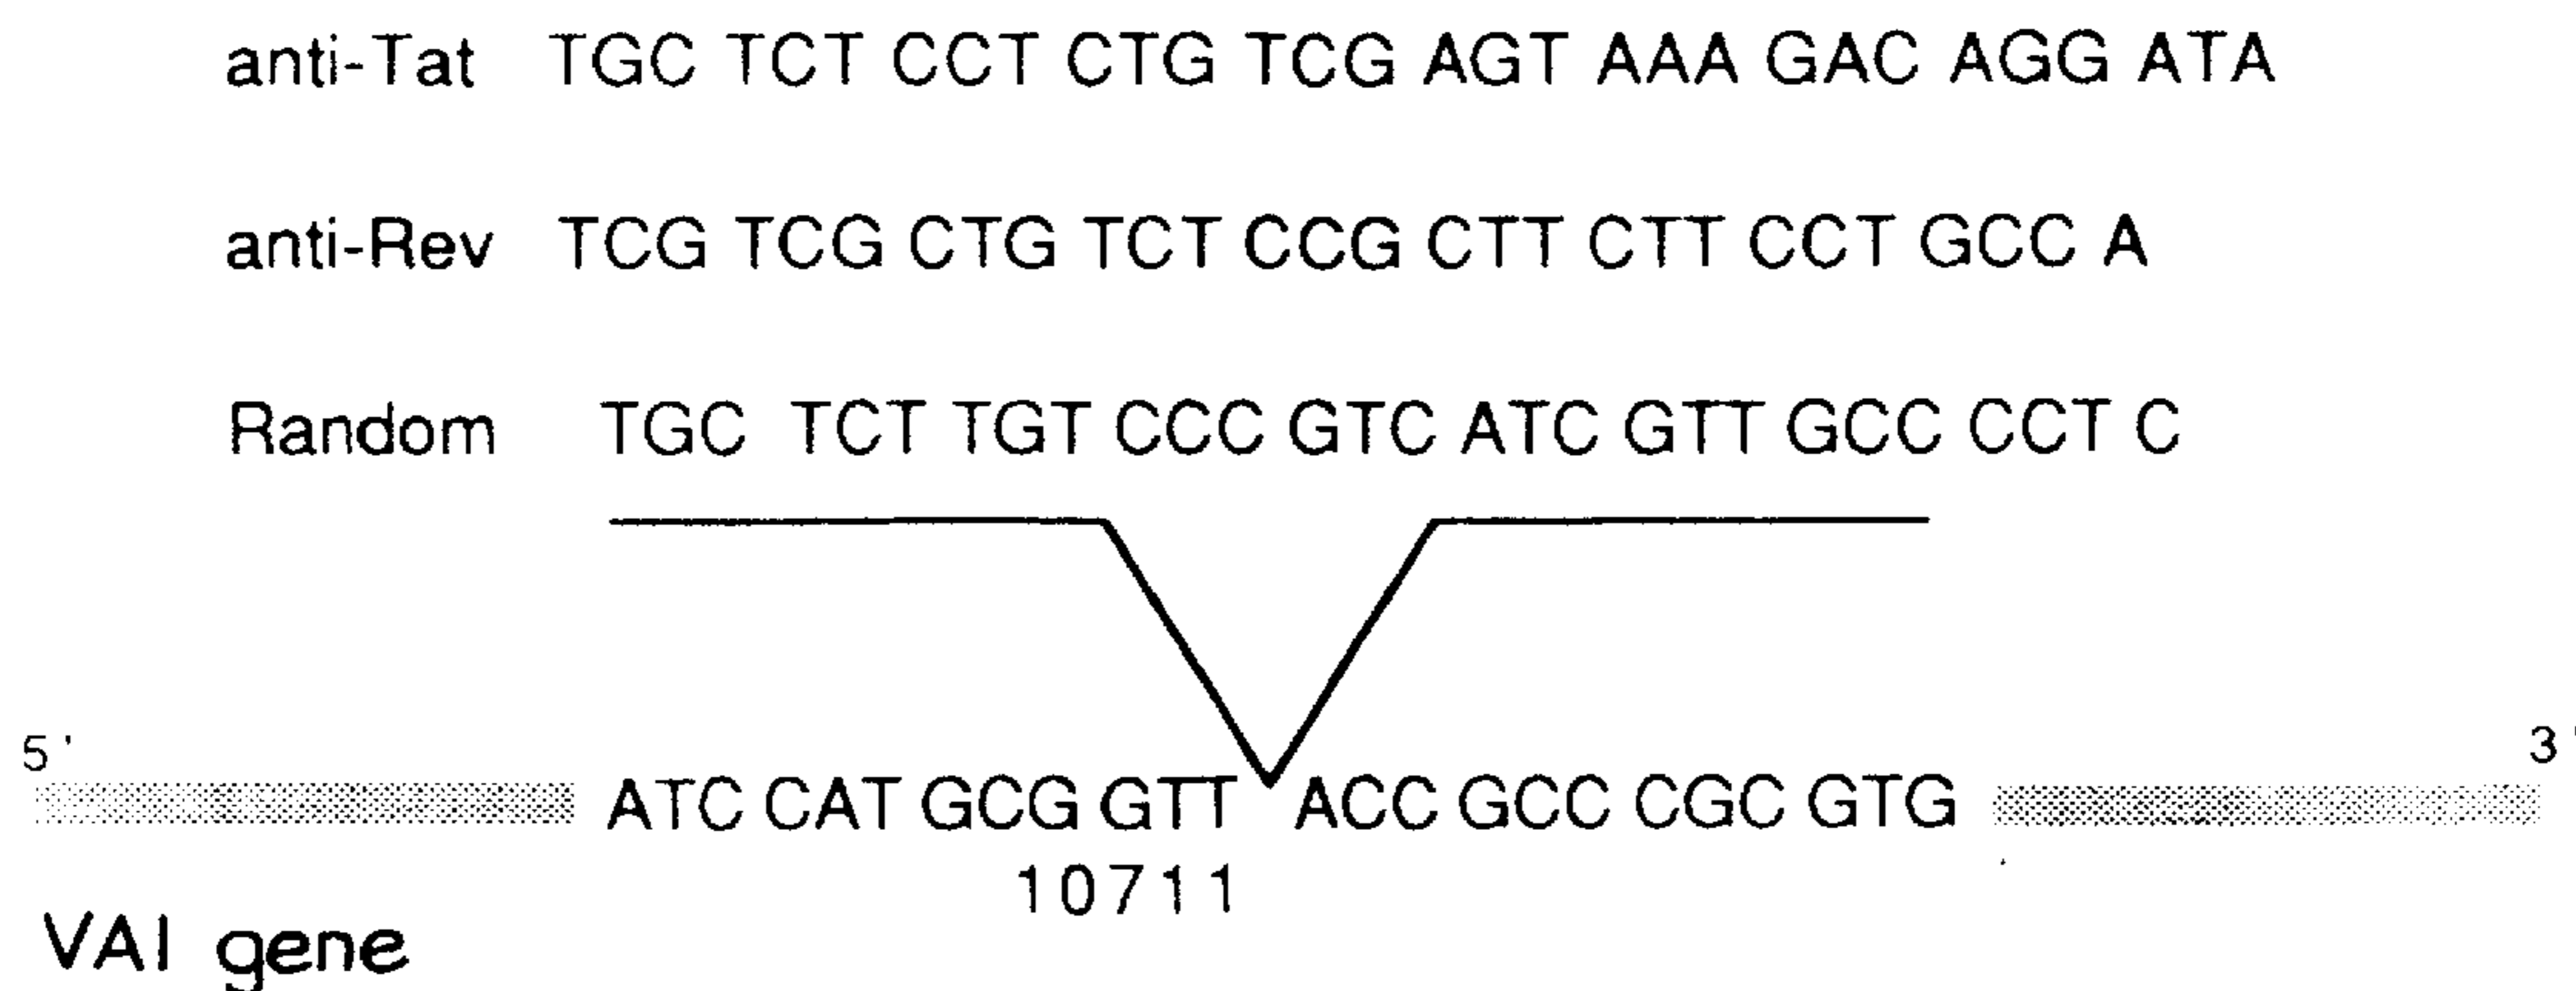 anti-Tat TGC TCT CCT CTG TCG AGT AAA GAC AGG ATA
anti-Rev TCG TCG CTG TCT CCG CTT CTT CCT GCC A
Random TGC TCT TGT CCC GTC ATC GTT GCC CCT C
5' 3'
ATC CAT GCG GTT ACC GCC CGC GTG
10711
VAI gene